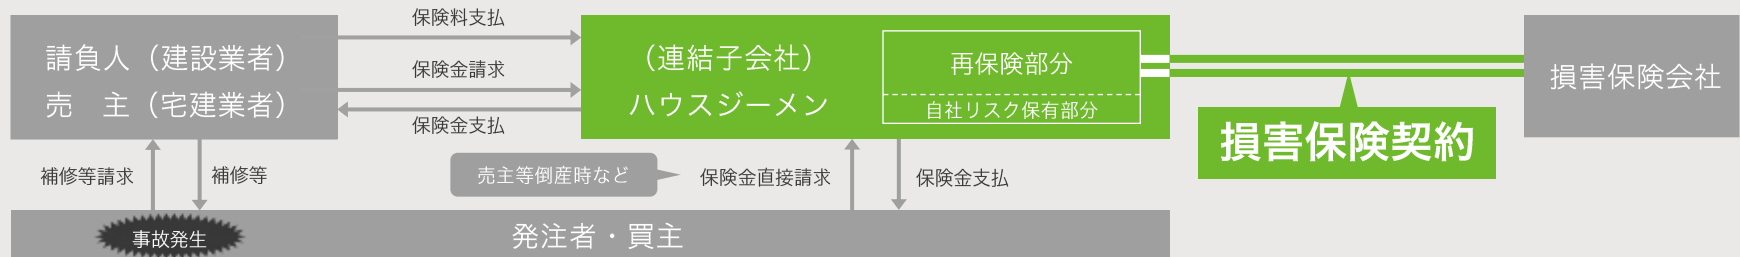 保険料支払
請負人（建設業者）
売　主（宅建業者）
保険金請求
保険金支払
（連結子会社）
ハウスジーメン
再保険部分
自社リスク保有部分
損害保険会社
損害保険契約
補修等請求
補修等
売主等倒産時など
保険金直接請求
保険金支払
事故発生
発注者・買主